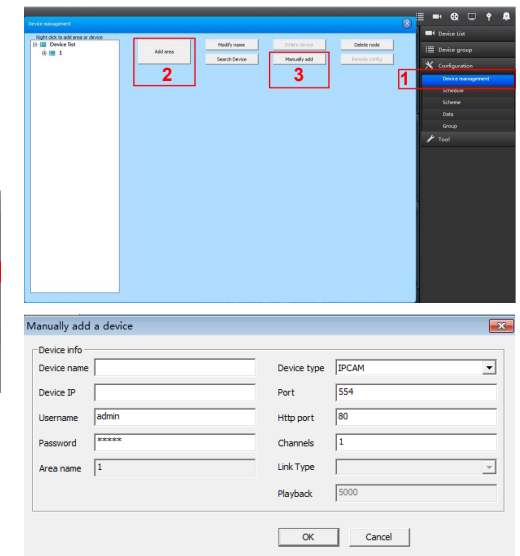 Device management
Right click to add area or device
Device list
1
Add area
Modify name
Delete device
Delete node
Search Device
Manually add
Remote config
2
3
1
Device List
Device group
Configuration
Device management
Schedule
Scheme
Data
Group
Tool
Manually add a device
Device info
Device name
Device type IPCAM
Device IP
Port 554
Username admin
Http port 80
Password *****
Channels 1
Area name 1
Link Type
Playback 5000
OK Cancel